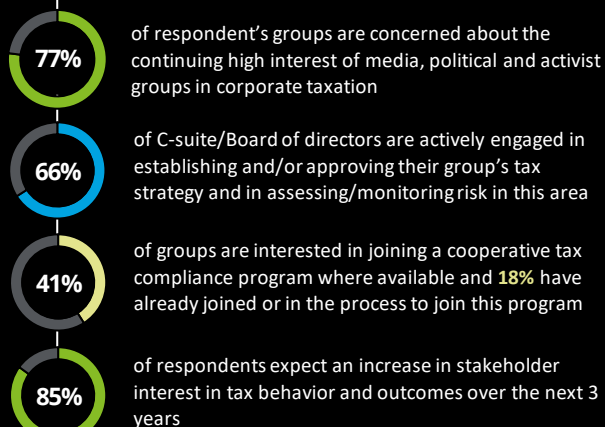 77%
of respondent's groups are concerned about the
continuing high interest of media, political and activist
groups in corporate taxation
66%
of C-suite/Board of directors are actively engaged in
establishing and/or approving their group's tax
strategy and in assessing/monitoring risk in this area
41%
of groups are interested in joining a cooperative tax
compliance program where available and 18% have
already joined or in the process to join this program
85%
of respondents expect an increase in stakeholder
interest in tax behavior and outcomes over the next 3
years